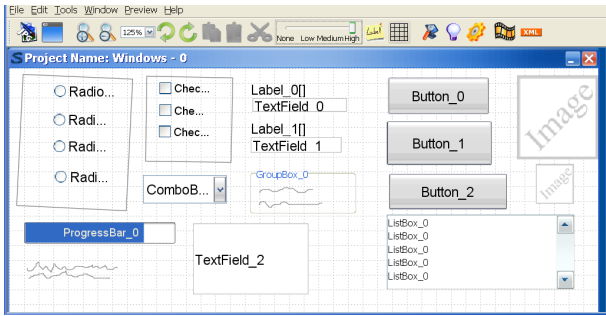 File Edit Tools Window Preview Help
125% None Low Medium High Label XML
S Project Name: Windows - 0
Radio...
Radi...
Radi...
Radi...
Chec...
Che...
Chec...
Label_0[]
TextField_0
Label_1[]
TextField_1
Button_0
Button_1
Button_2
Image
Image
ComboB...
GroupBox_0
ProgressBar_0
TextField_2
ListBox_0
ListBox_0
ListBox_0
ListBox_0
ListBox_0